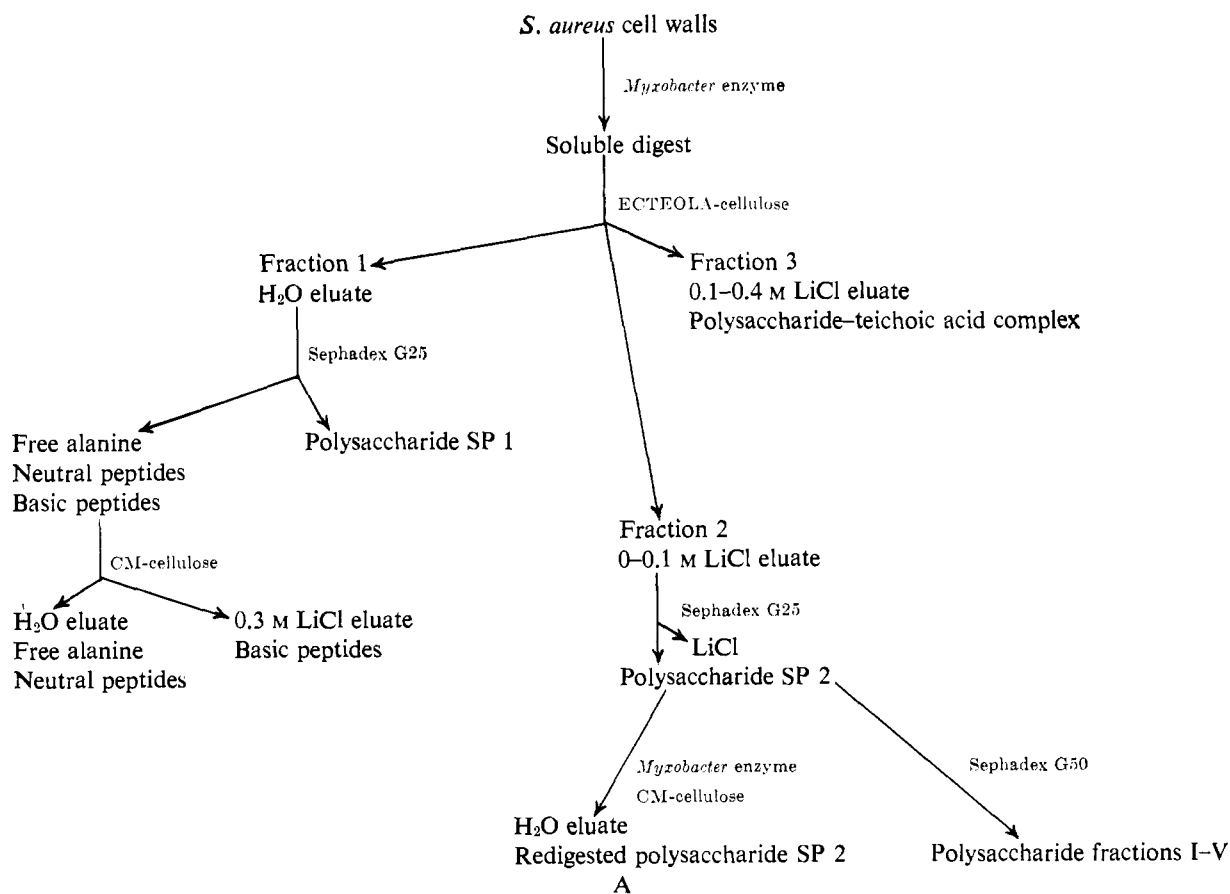 S. aureus cell walls
Myxobacter enzyme
Soluble digest
ECTEOLA-cellulose
Fraction 1
H₂O eluate
Fraction 3
0.1–0.4 M LiCl eluate
Polysaccharide–teichoic acid complex
Sephadex G25
Free alanine
Neutral peptides
Basic peptides
Polysaccharide SP 1
CM-cellulose
H₂O eluate
Free alanine
Neutral peptides
0.3 M LiCl eluate
Basic peptides
Fraction 2
0–0.1 M LiCl eluate
Sephadex G25
LiCl
Polysaccharide SP 2
Myxobacter enzyme
CM-cellulose
Sephadex G50
H₂O eluate
Redigested polysaccharide SP 2
Polysaccharide fractions I–V
A